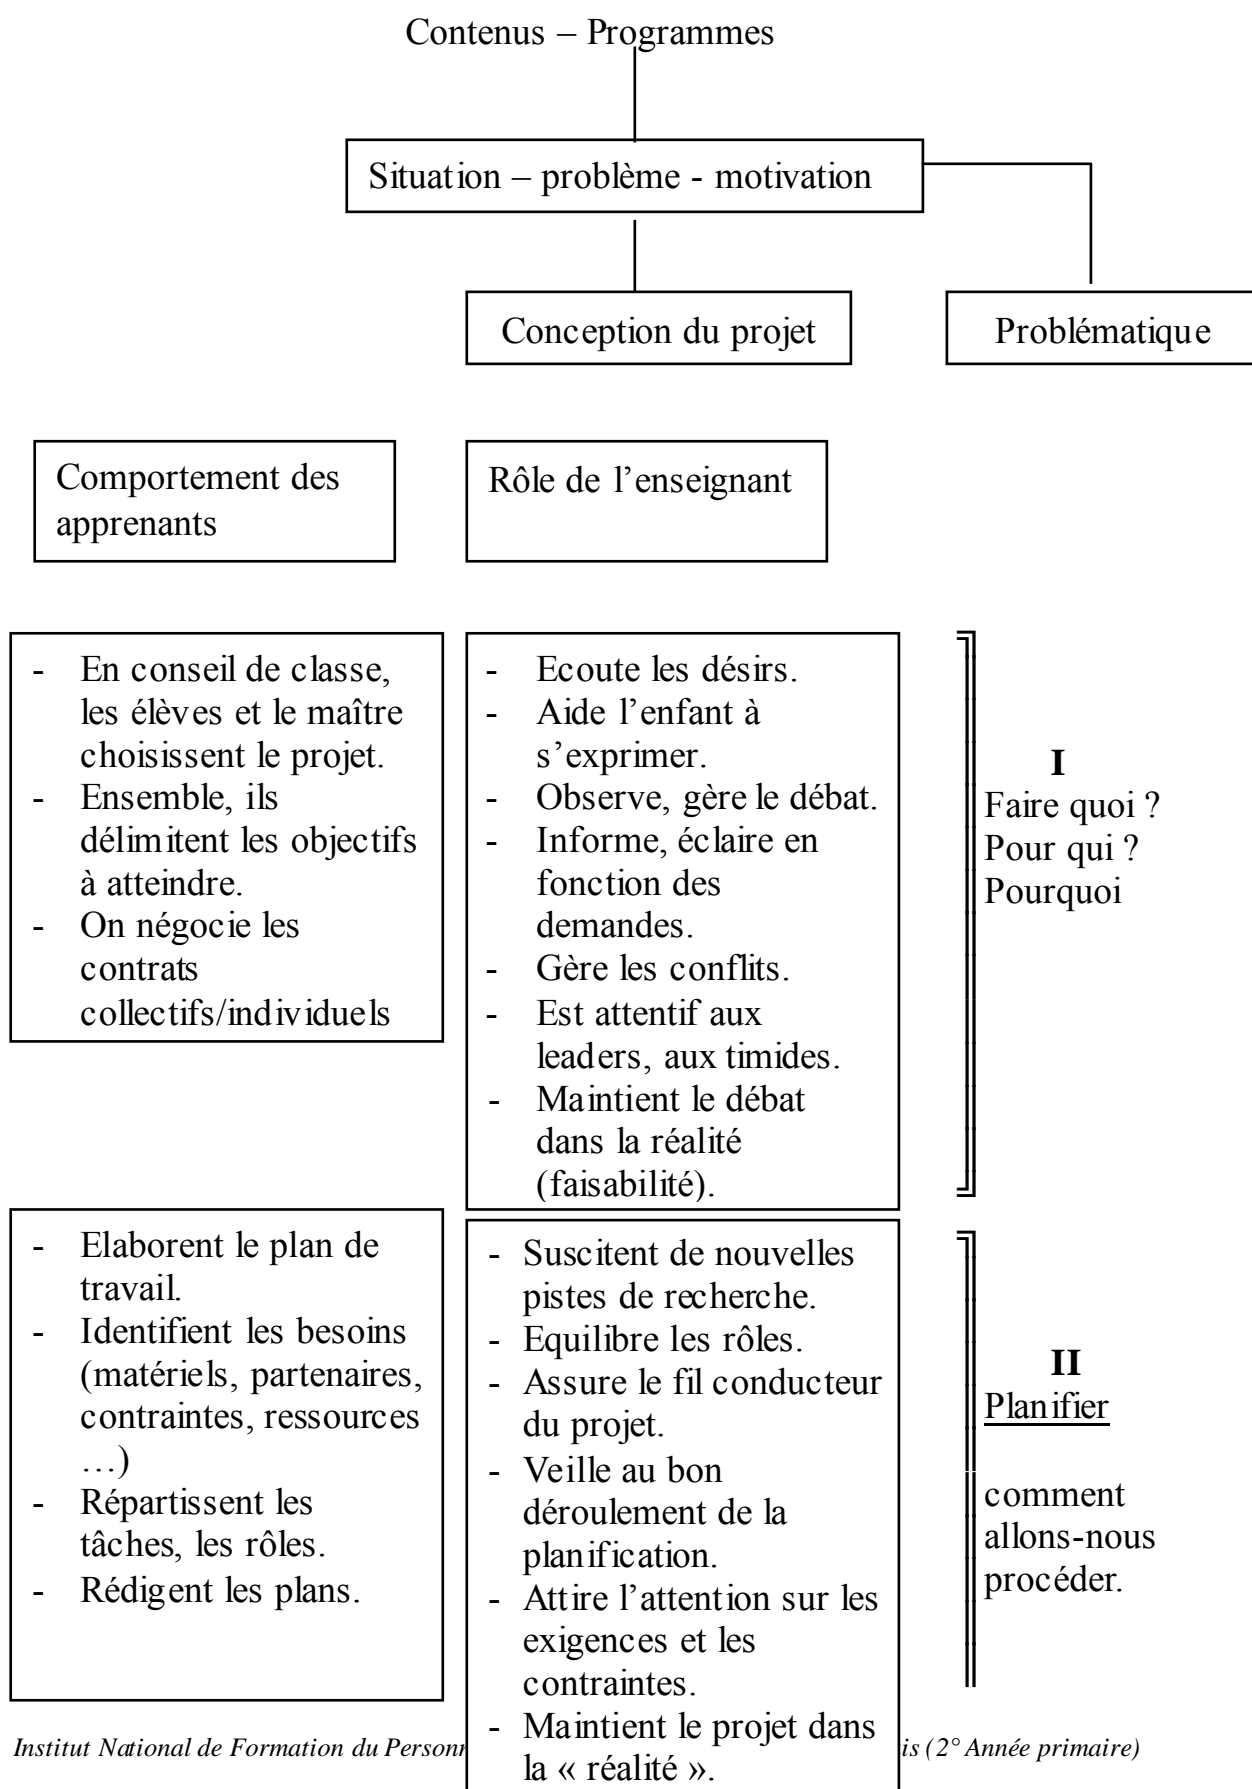 Contenus – Programmes
Situation – problème - motivation
Conception du projet
Problématique
Comportement des
apprenants
Rôle de l’enseignant
- En conseil de classe,
les élèves et le maître
choisissent le projet.
- Ensemble, ils
délimitent les objectifs
à atteindre.
- On négocie les
contrats
collectifs/individuels
- Ecoute les désirs.
- Aide l’enfant à
s’exprimer.
- Observe, gère le débat.
- Informe, éclaire en
fonction des
demandes.
- Gère les conflits.
- Est attentif aux
leaders, aux timides.
- Maintient le débat
dans la réalité
(faisabilité).
I
Faire quoi ?
Pour qui ?
Pourquoi
- Elaborent le plan de
travail.
- Identifient les besoins
(matériels, partenaires,
contraintes, ressources
…)
- Répartissent les
tâches, les rôles.
- Rédigent les plans.
- Suscitent de nouvelles
pistes de recherche.
- Equilibre les rôles.
- Assure le fil conducteur
du projet.
- Veille au bon
déroulement de la
planification.
- Attire l’attention sur les
exigences et les
contraintes.
- Maintient le projet dans
la « réalité ».
II
Planifier
comment
allons-nous
procéder.
Institut National de Formation du (2° Année primaire)